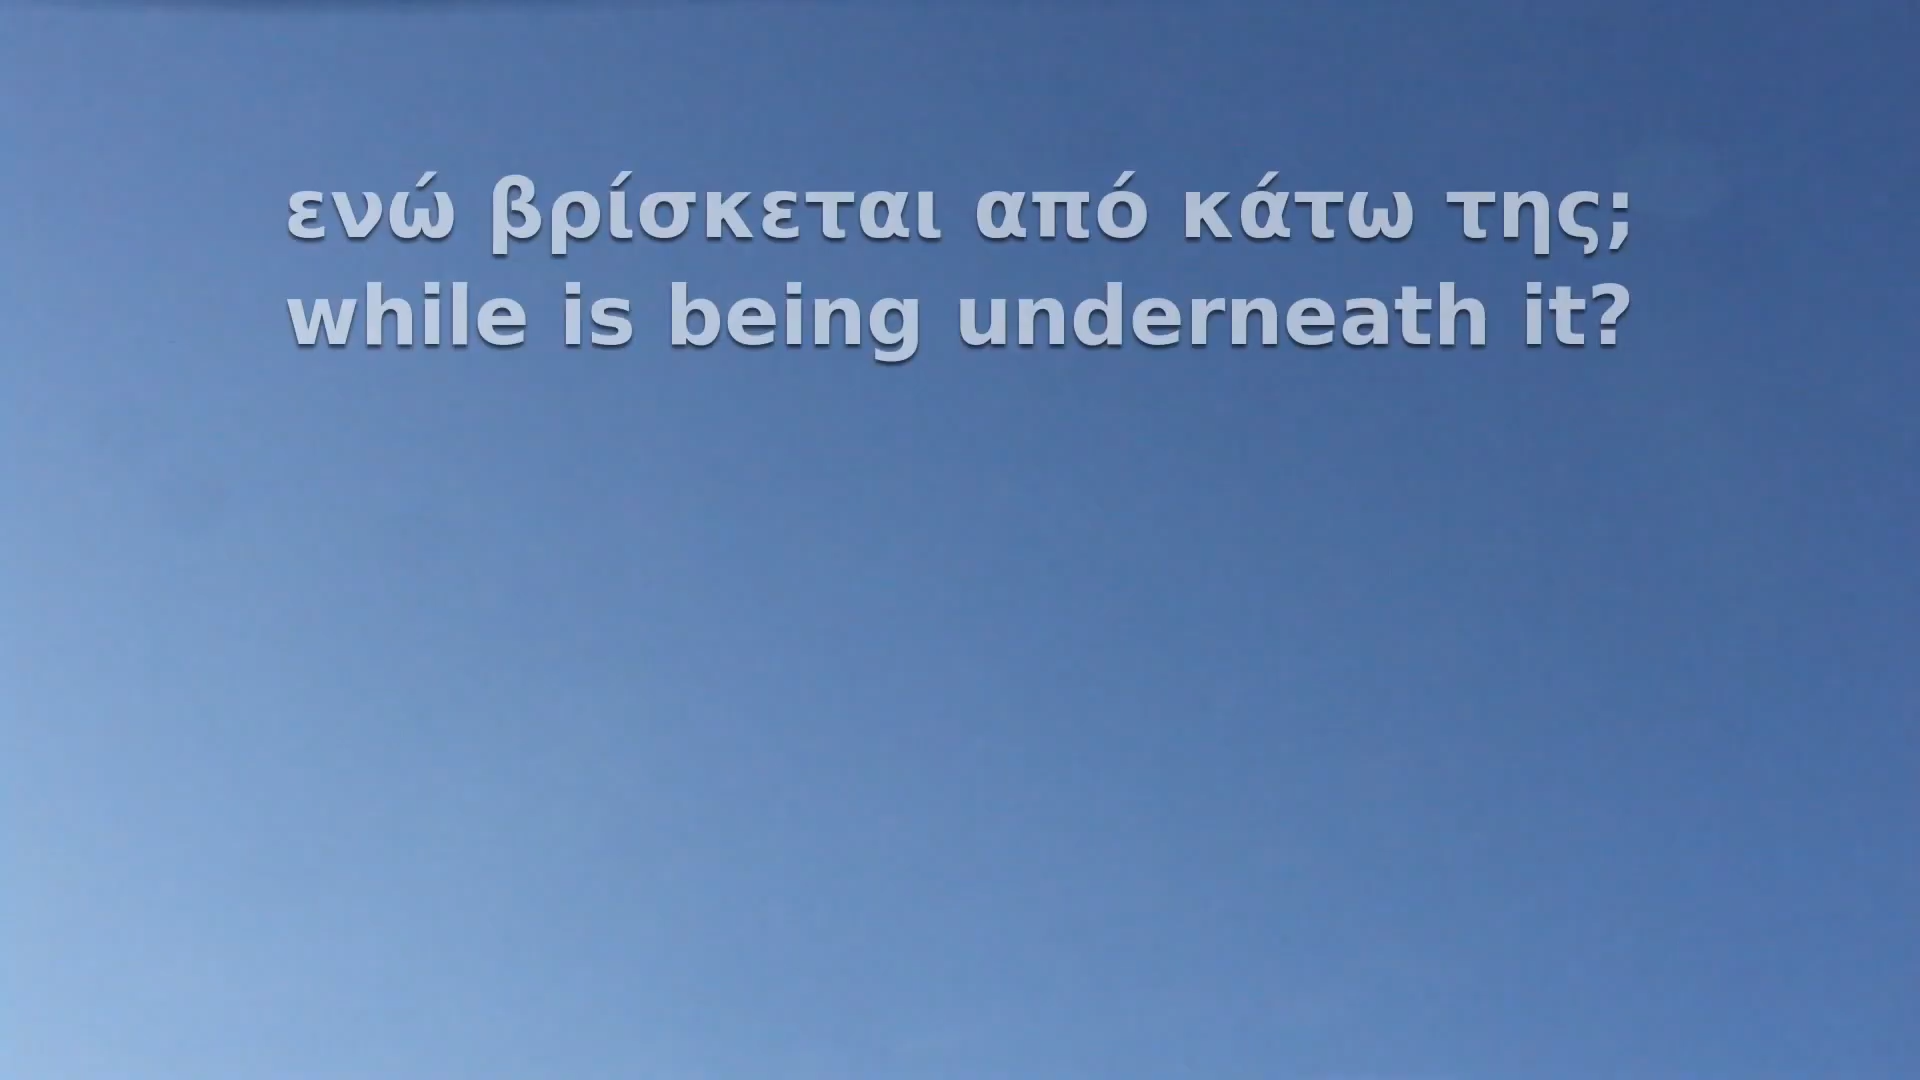 ενώ βρίσκεται από κάτω της;
while is being underneath it?